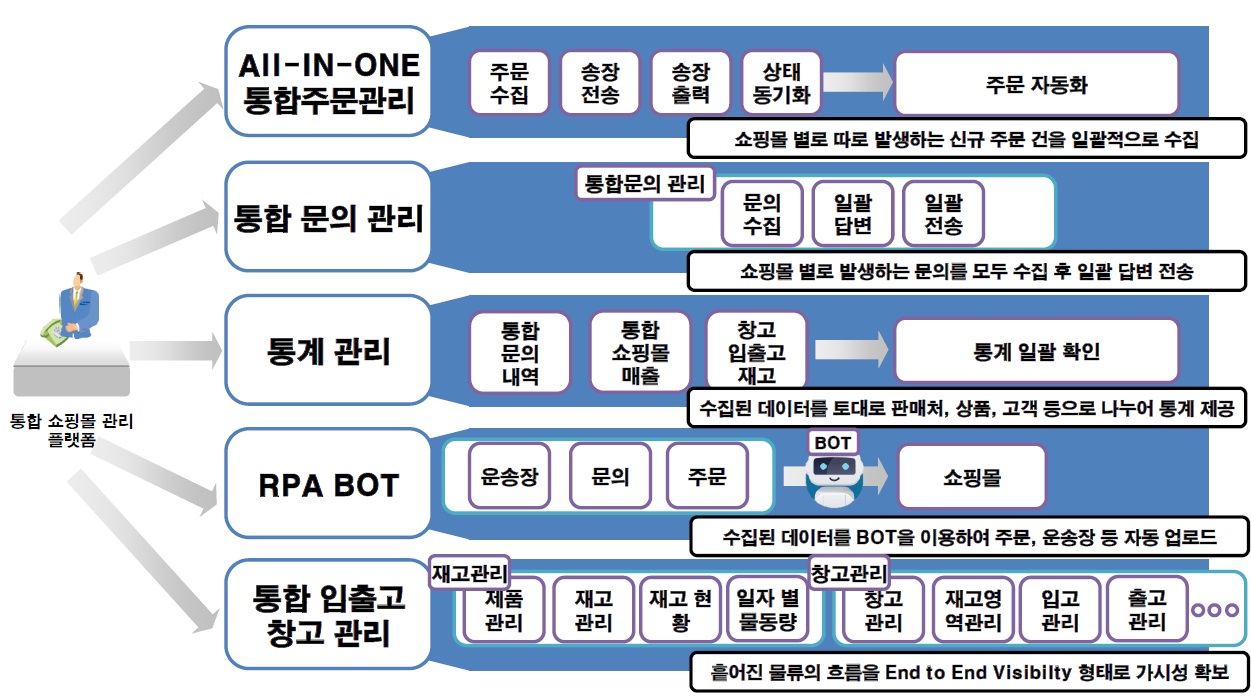 All-IN-ONE
통합주문관리
주문
수집
송장
전송
송장
출력
상태
동기화
주문 자동화
쇼핑몰 별로 따로 발생하는 신규 주문 건을 일괄적으로 수집
통합 문의 관리
통합문의 관리
문의
수집
일괄
답변
일괄
전송
쇼핑몰 별로 발생하는 문의를 모두 수집 후 일괄 답변 전송
통합 쇼핑몰 관리
플랫폼
통계 관리
통합
문의
내역
통합
쇼핑몰
매출
창고
입출고
재고
통계 일괄 확인
수집된 데이터를 토대로 판매처, 상품, 고객 등으로 나누어 통계 제공
RPA BOT
운송장
문의
주문
BOT
쇼핑몰
수집된 데이터를 BOT을 이용하여 주문, 운송장 등 자동 업로드
통합 입출고
창고 관리
재고관리
제품
관리
재고
관리
재고 현
황
일자 별
물동량
창고관리
창고
관리
재고영
역관리
입고
관리
출고
관리
흩어진 물류의 흐름을 End to End Visibilty 형태로 가시성 확보